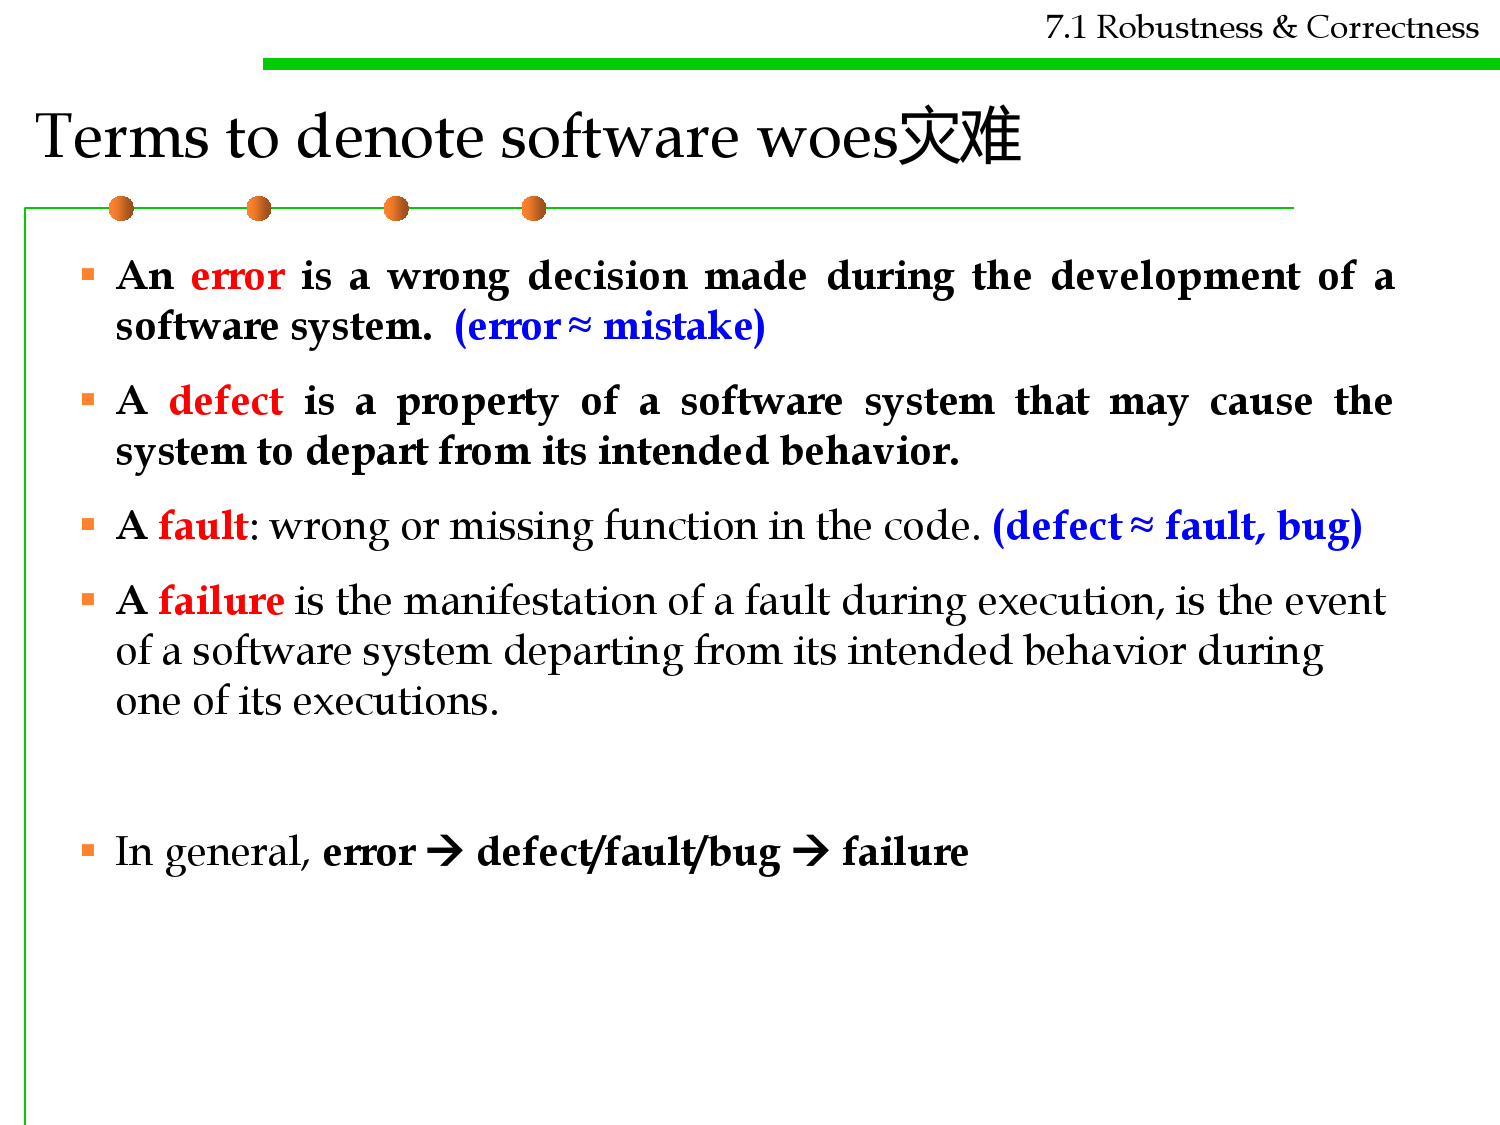 7.1 Robustness & Correctness
Terms to denote software woes灾难
▪ An error is a wrong decision made during the development of a
software system. (error ≈ mistake)
▪ A defect is a property of a software system that may cause the
system to depart from its intended behavior.
▪ A fault: wrong or missing function in the code. (defect ≈ fault, bug)
▪ A failure is the manifestation of a fault during execution, is the event
of a software system departing from its intended behavior during
one of its executions.
▪ In general, error → defect/fault/bug → failure